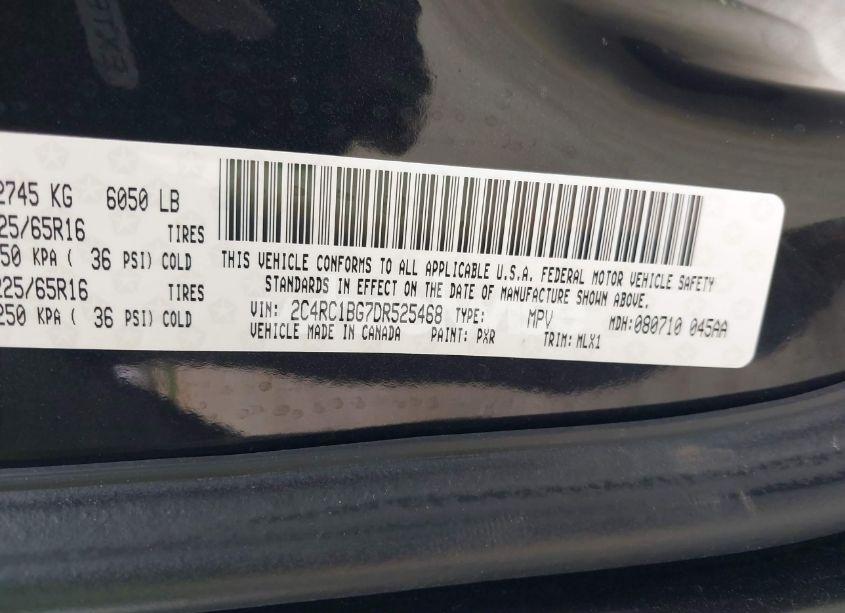 2745 KG 6050 LB
25/65R16 TIRES
50 KPA ( 36 PSI) COLD
225/65R16 TIRES
250 KPA ( 36 PSI) COLD
THIS VEHICLE CONFORMS TO ALL APPLICABLE U.S.A. FEDERAL MOTOR VEHICLE SAFETY
STANDARDS IN EFFECT ON THE DATE OF MANUFACTURE SHOWN ABOVE.
VIN: 2C4RC1BG7DR525468 TYPE: MPV MDH:080710 045AA
VEHICLE MADE IN CANADA PAINT: PXR TRIM: MLX1